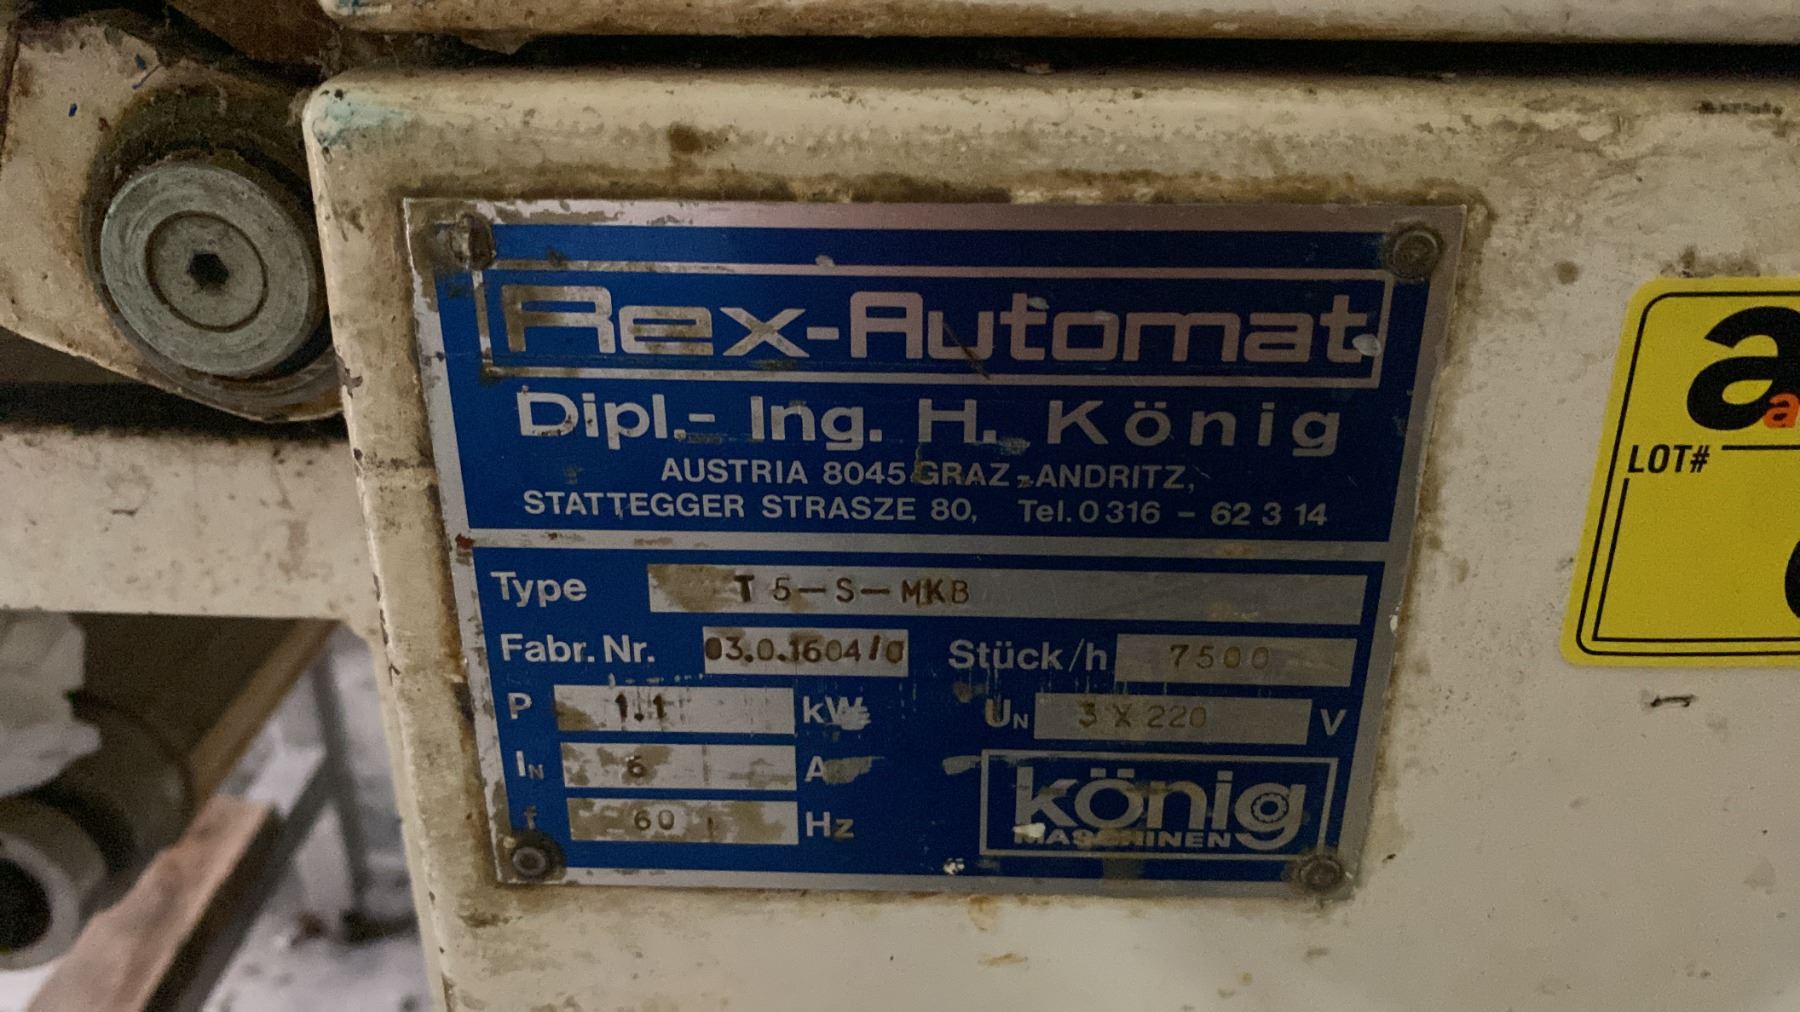 Rex-Automat
Dipl.- Ing. H. König
AUSTRIA 8045 GRAZ-ANDRITZ,
STATTEGGER STRASZE 80, Tel. 0316 - 62 3 14
Type T 5-S-MKB
Fabr. Nr. 03.0.1604/0 Stück/h 7500
P 1.1 kW UN 3 X 220 V
IN 6 A
f 60 Hz
könig
MASCHINEN
a
a
LOT#